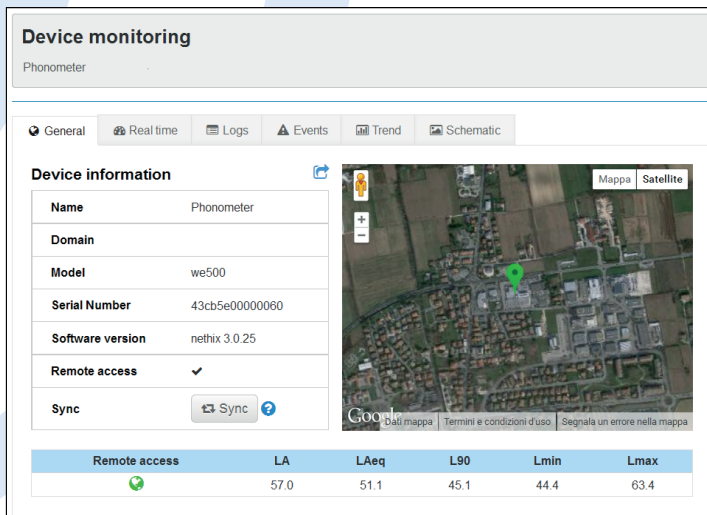 Device monitoring
Phonometer
General Real time Logs Events Trend Schematic
Device information
Name Phonometer
Domain
Model we500
Serial Number 43cb5e00000060
Software version nethix 3.0.25
Remote access
Sync Sync ?
Mappa Satellite
+
−
Google Dati mappa Termini e condizioni d'uso Segnala un errore nella mappa
Remote access LA LAeq L90 Lmin Lmax
57.0 51.1 45.1 44.4 63.4